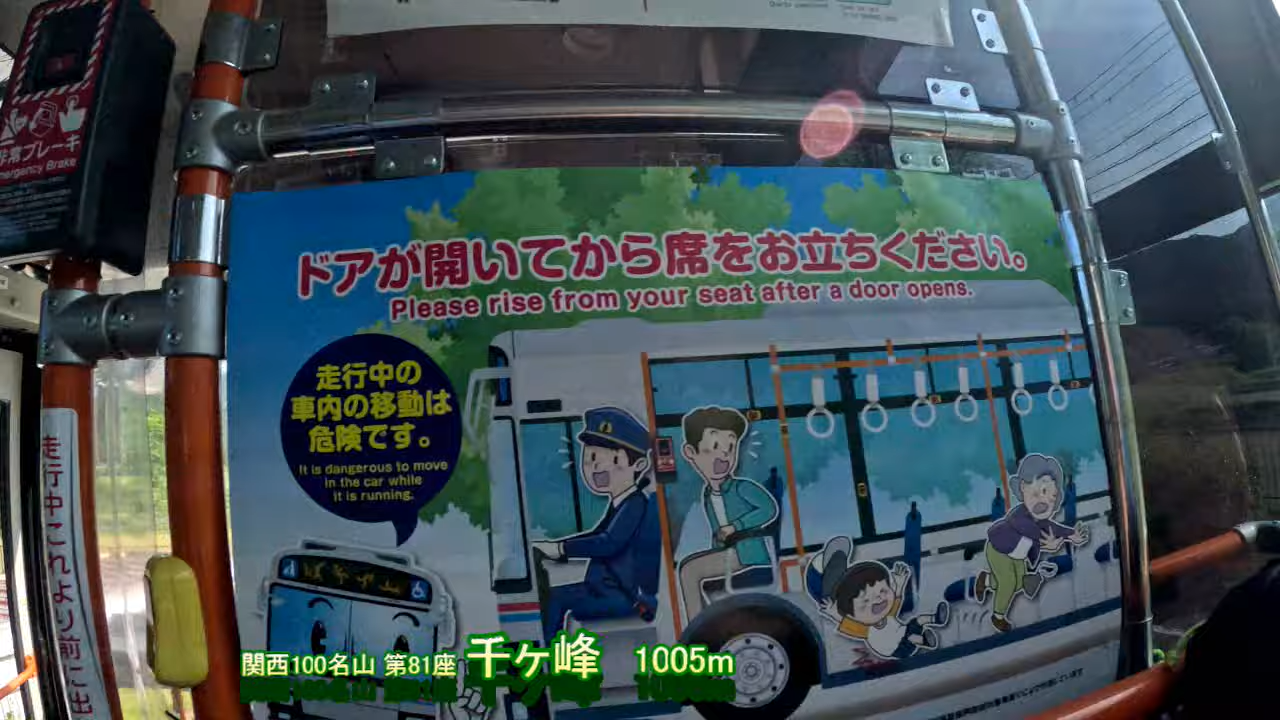 非常ブレーキ
Emergency Brake
ドアが開いてから席をお立ちください。
Please rise from your seat after a door opens.
走行中の
車内の移動は
危険です。
It is dangerous to move
in the car while
it is running.
走行中これより前に出
関西100名山 第81座 千ヶ峰 1005m